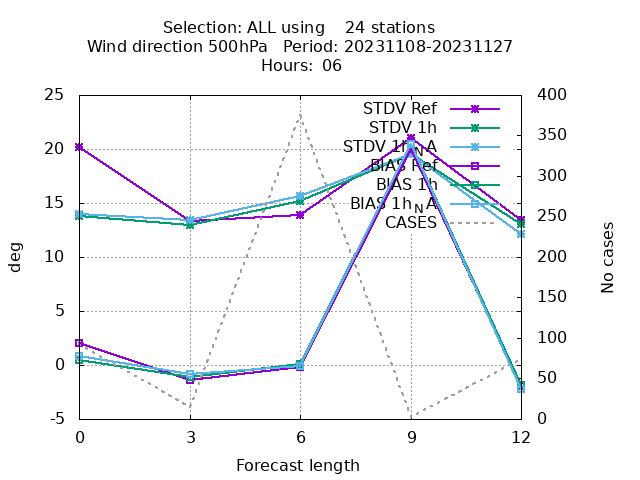 Selection: ALL using 24 stations
Wind direction 500hPa Period: 20231108-20231127
Hours: 06
25
20
15
10
5
0
-5
deg
400
350
300
250
200
150
100
50
0
No cases
STDV Ref
STDV 1h
STDV 1h_N A
BIAS Ref
BIAS 1h
BIAS 1h_N A
CASES
0 3 6 9 12
Forecast length